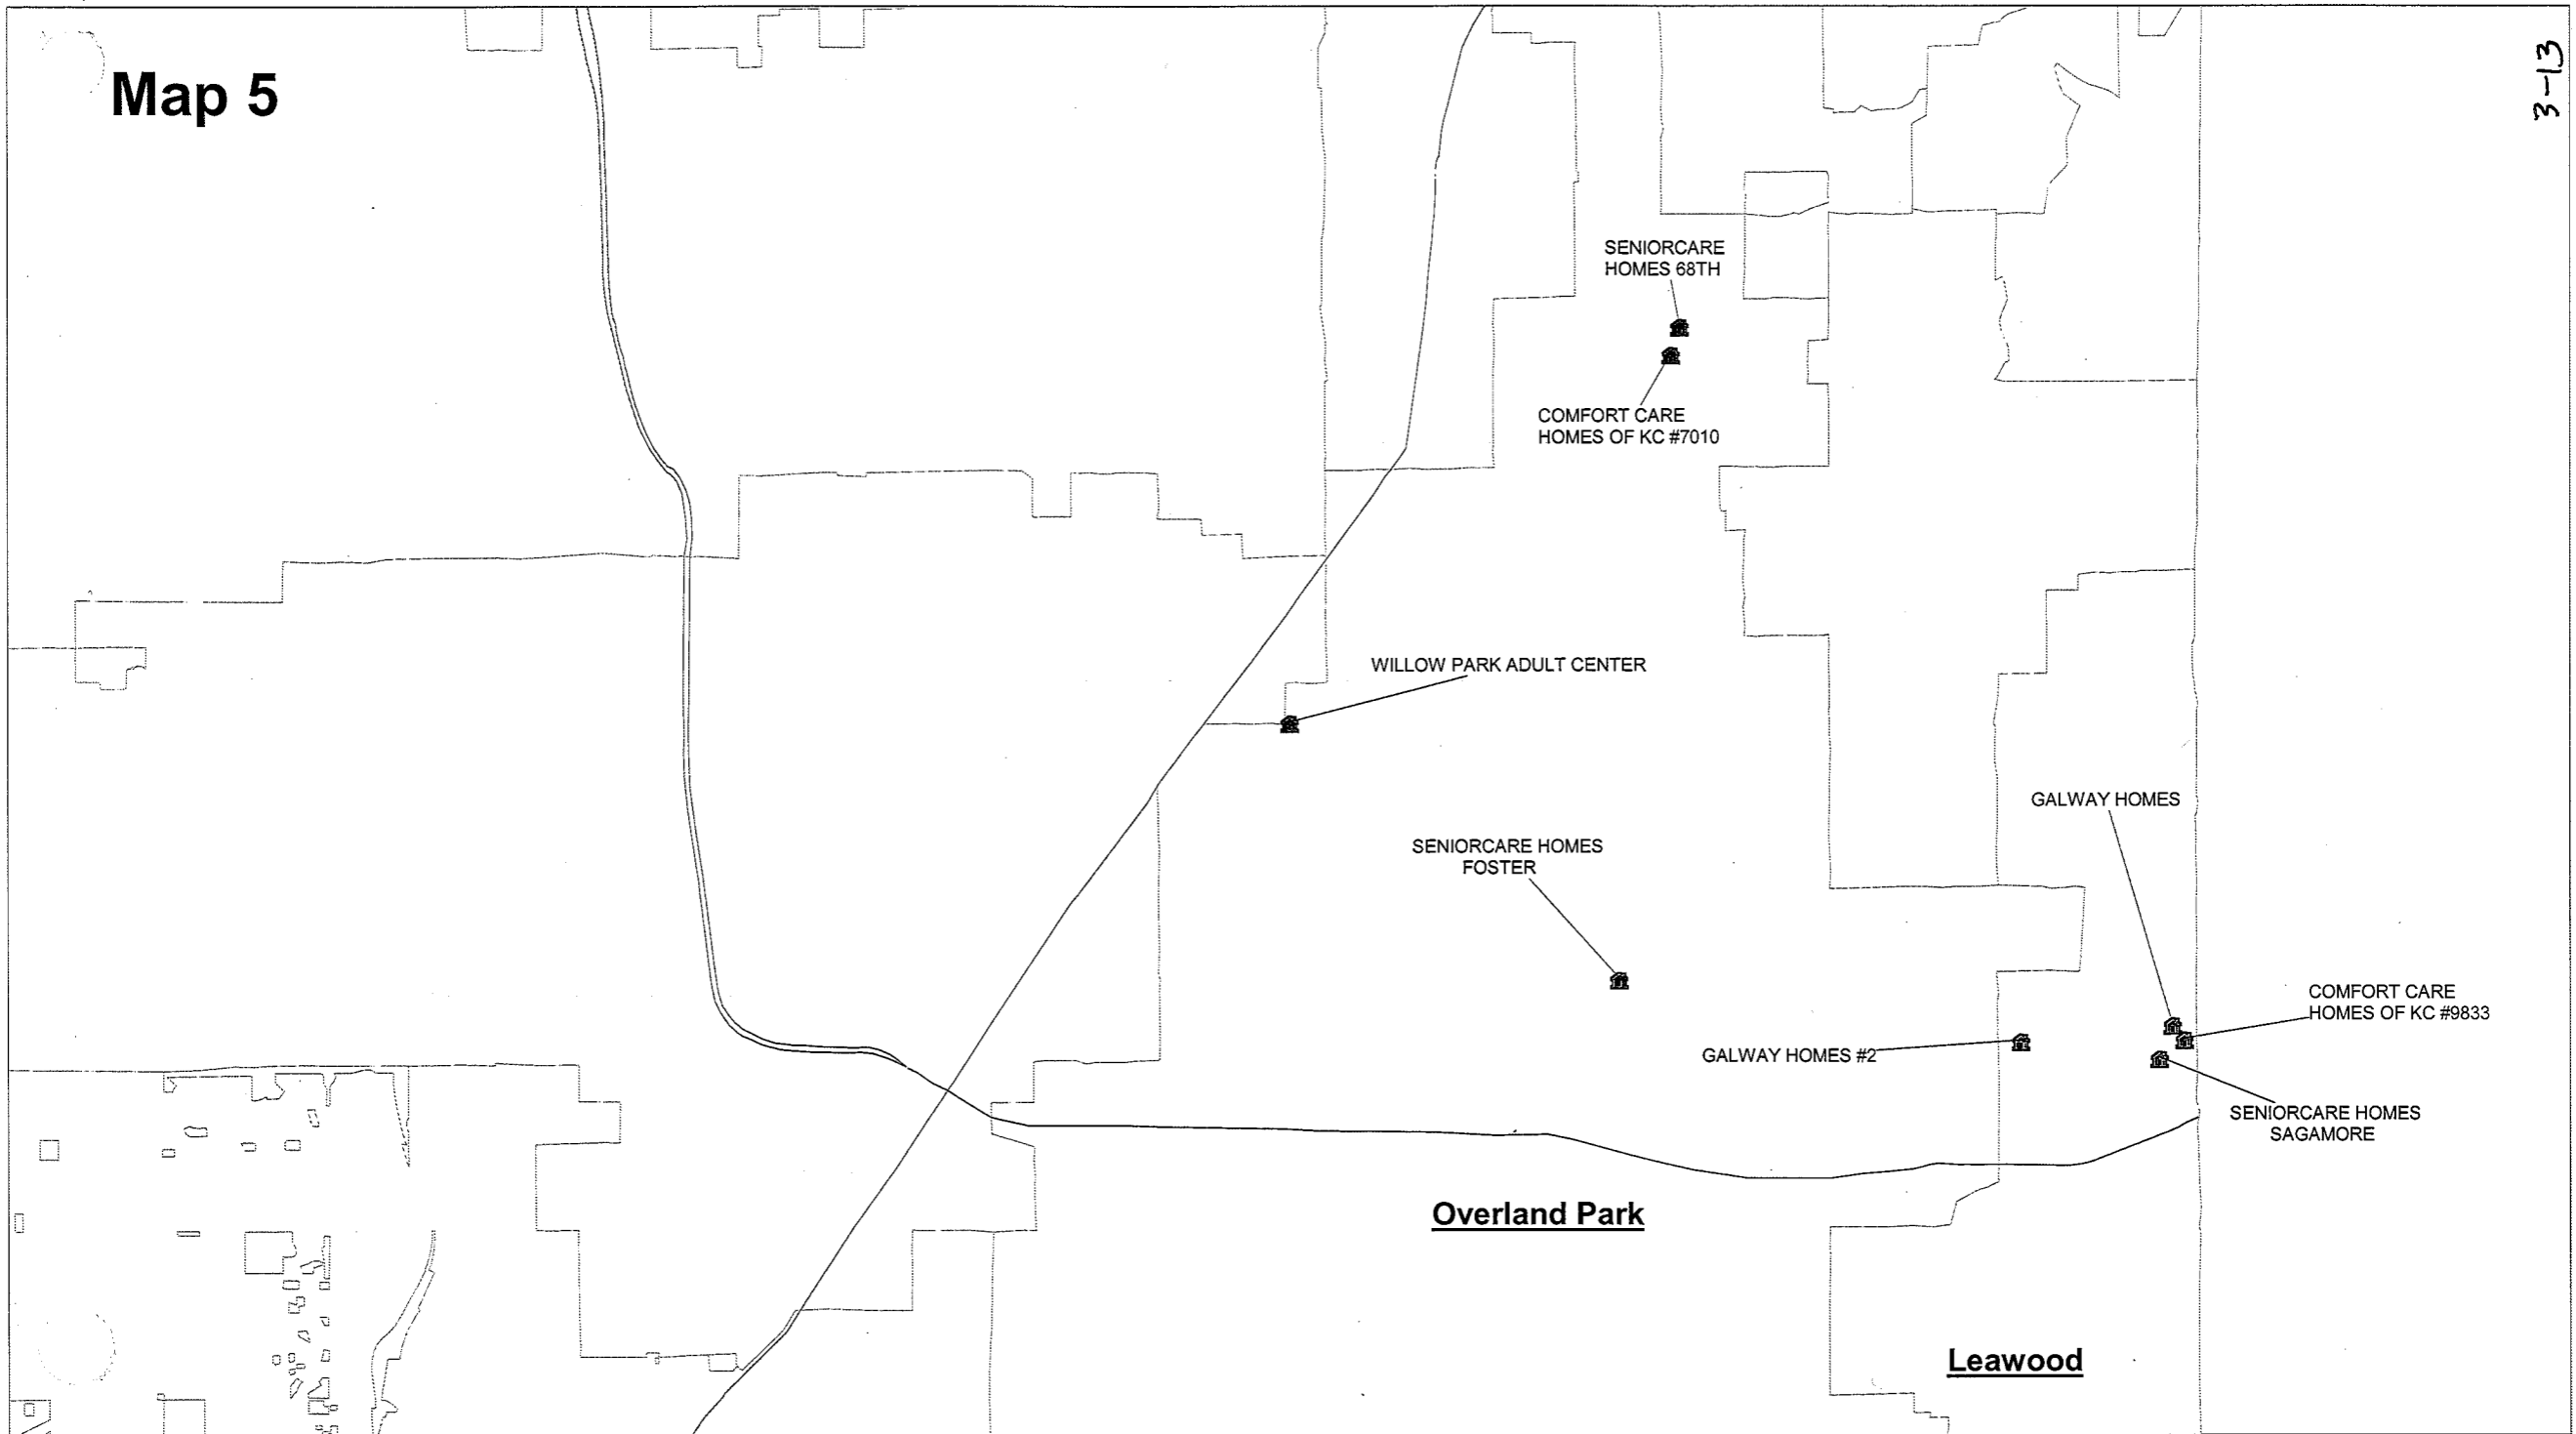 Map 5
3-13
SENIORCARE
HOMES 68TH
COMFORT CARE
HOMES OF KC #7010
WILLOW PARK ADULT CENTER
GALWAY HOMES
SENIORCARE HOMES
FOSTER
COMFORT CARE
HOMES OF KC #9833
GALWAY HOMES #2
SENIORCARE HOMES
SAGAMORE
Overland Park
Leawood